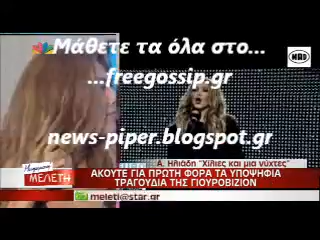 Μάθετε τα όλα στο...
...freegossip.gr
news-piper.blogspot.gr
Α. Ηλιάδη "Χίλιες και μια νύχτες"
ΜΕΛΕΤΗ
ΑΚΟΥΤΕ ΓΙΑ ΠΡΩΤΗ ΦΟΡΑ ΤΑ ΥΠΟΨΗΦΙΑ
ΤΡΑΓΟΥΔΙΑ ΤΗΣ ΓΙΟΥΡΟΒΙΖΙΟΝ
meleti@star.gr